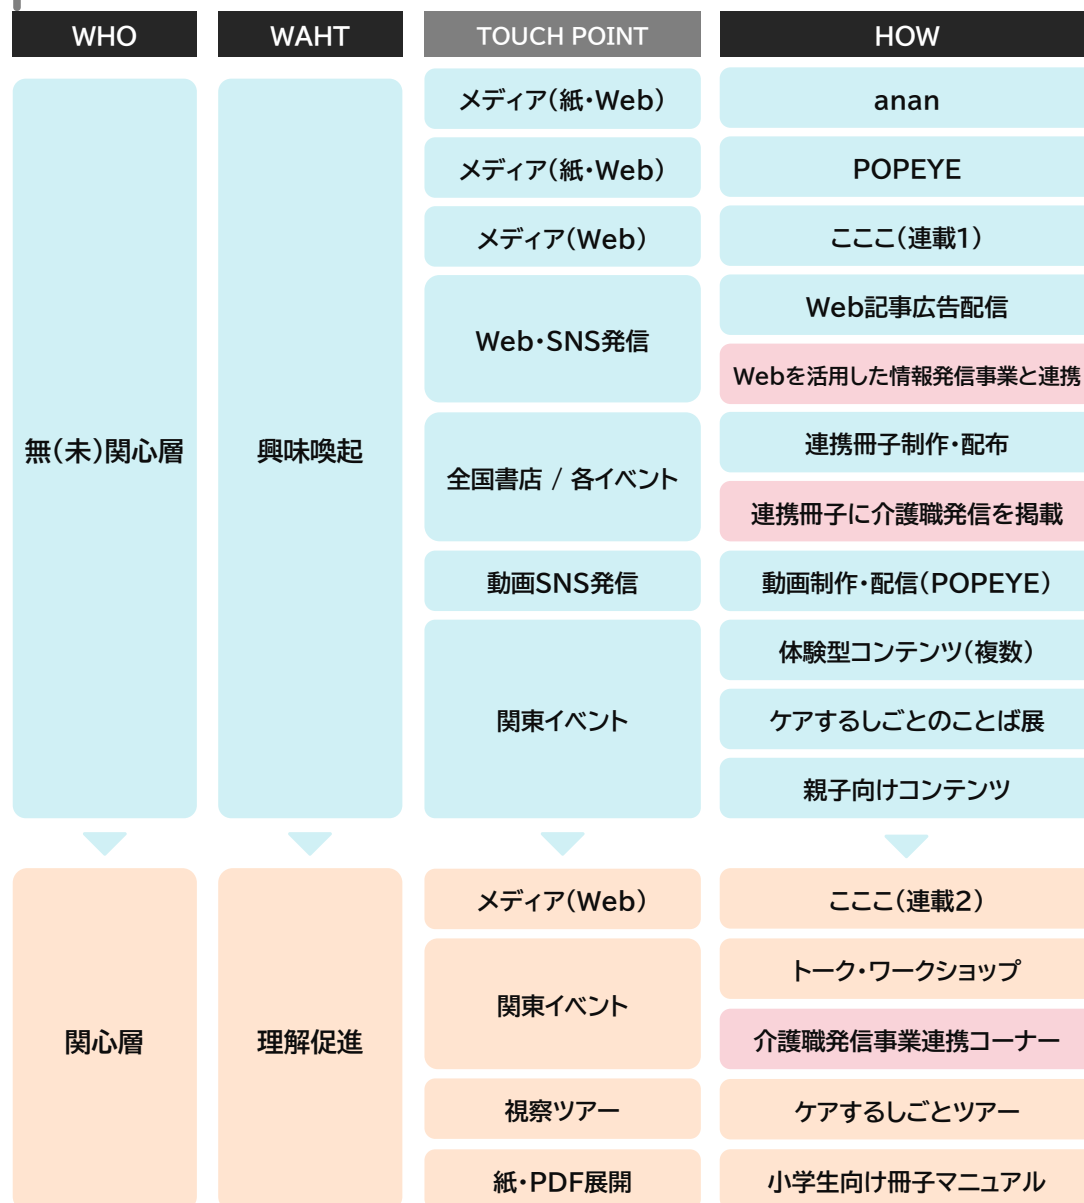 WHO
WAHT
TOUCH POINT
HOW
無(未)関心層
興味喚起
メディア(紙・Web)
anan
メディア(紙・Web)
POPEYE
メディア(Web)
こここ(連載1)
Web・SNS発信
Web記事広告配信
Webを活用した情報発信事業と連携
全国書店 / 各イベント
連携冊子制作・配布
連携冊子に介護職発信を掲載
動画SNS発信
動画制作・配信(POPEYE)
関東イベント
体験型コンテンツ(複数)
ケアするしごとのことば展
親子向けコンテンツ
関心層
理解促進
メディア(Web)
こここ(連載2)
関東イベント
トーク・ワークショップ
介護職発信事業連携コーナー
視察ツアー
ケアするしごとツアー
紙・PDF展開
小学生向け冊子マニュアル